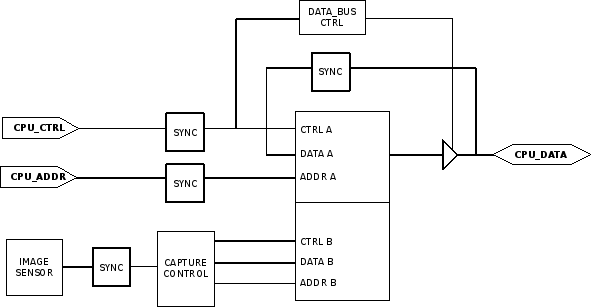 DATA_BUS
CTRL
SYNC
CPU_CTRL
SYNC
CTRL A
DATA A
CPU_DATA
CPU_ADDR
SYNC
ADDR A
CTRL B
IMAGE
SENSOR
SYNC
CAPTURE
CONTROL
DATA B
ADDR B